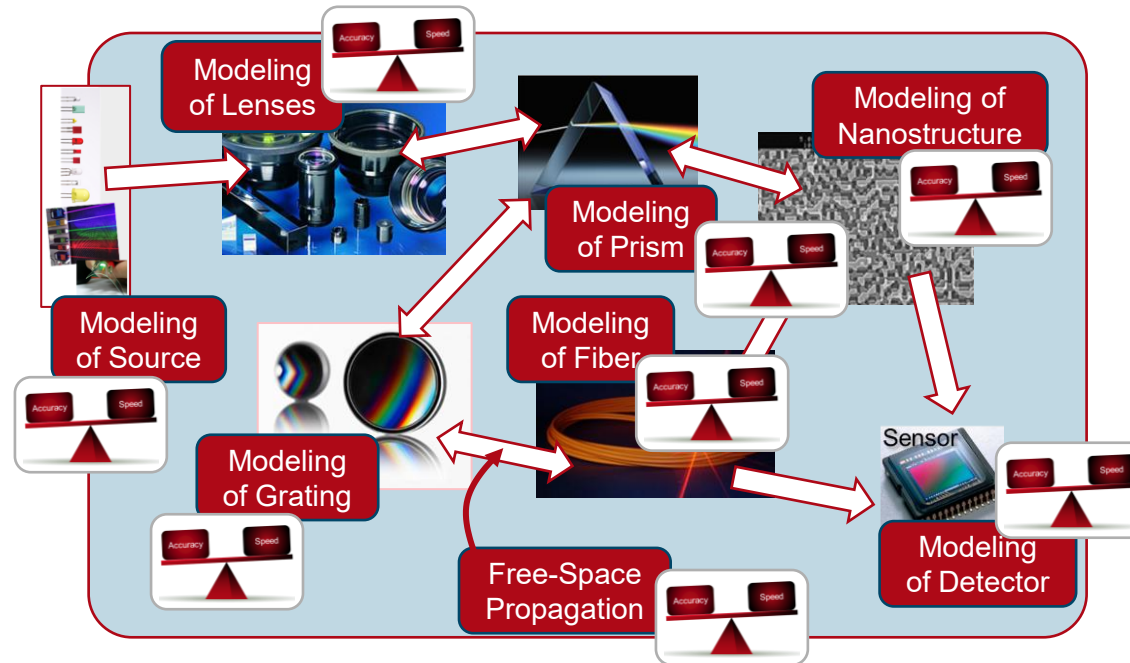 Accuracy
Speed
Modeling
of Lenses
Modeling of
Nanostructure
Accuracy
Speed
Modeling
of Prism
Accuracy
Speed
Modeling
of Source
Accuracy
Speed
Modeling
of Fiber
Accuracy
Speed
Modeling
of Grating
Accuracy
Speed
Sensor
Accuracy
Speed
Modeling
of Detector
Free-Space
Propagation
Accuracy
Speed